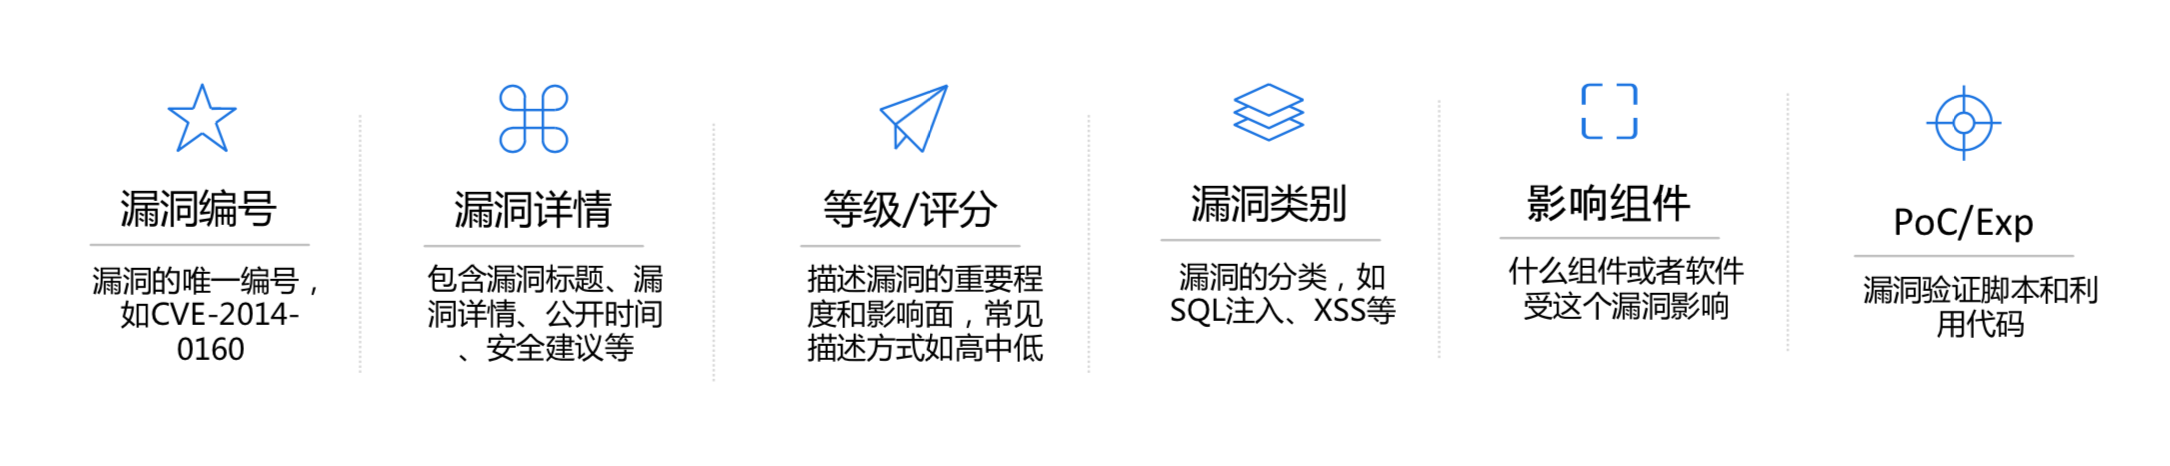 漏洞编号
漏洞的唯一编号，
如CVE-2014-
0160
漏洞详情
包含漏洞标题、漏
洞详情、公开时间
、安全建议等
等级/评分
描述漏洞的重要程
度和影响面，常见
描述方式如高中低
漏洞类别
漏洞的分类，如
SQL注入、XSS等
影响组件
什么组件或者软件
受这个漏洞影响
PoC/Exp
漏洞验证脚本和利
用代码